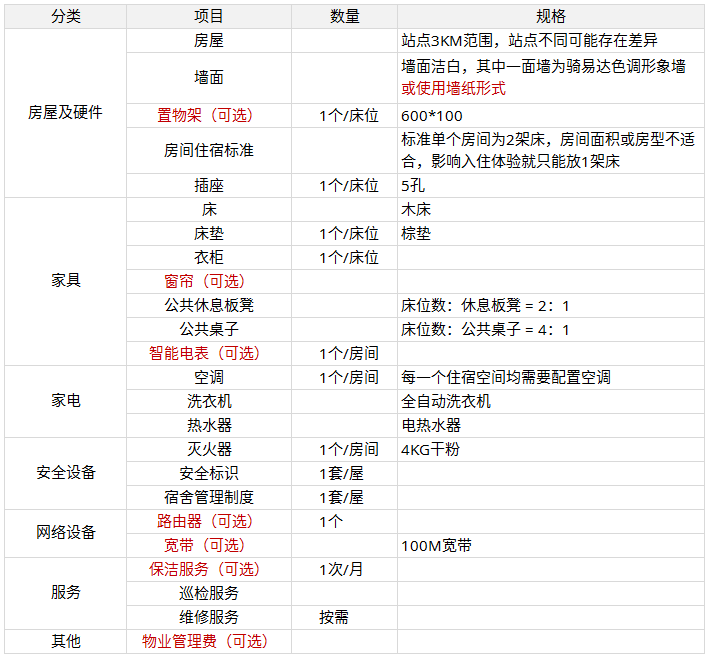 分类 项目 数量 规格
房屋及硬件 房屋 站点3KM范围，站点不同可能存在差异
墙面 墙面洁白，其中一面墙为骑易达色调形象墙
或使用墙纸形式
置物架（可选） 1个/床位 600*100
房间住宿标准 标准单个房间为2架床，房间面积或房型不适
合，影响入住体验就只能放1架床
插座 1个/床位 5孔
家具 床 木床
床垫 1个/床位 棕垫
衣柜 1个/床位
窗帘（可选）
公共休息板凳 床位数：休息板凳 = 2：1
公共桌子 床位数：公共桌子 = 4：1
智能电表（可选） 1个/房间
家电 空调 1个/房间 每一个住宿空间均需要配置空调
洗衣机 全自动洗衣机
热水器 电热水器
安全设备 灭火器 1个/房间 4KG干粉
安全标识 1套/屋
宿舍管理制度 1套/屋
网络设备 路由器（可选） 1个
宽带（可选） 100M宽带
服务 保洁服务（可选） 1次/月
巡检服务
维修服务 按需
其他 物业管理费（可选）